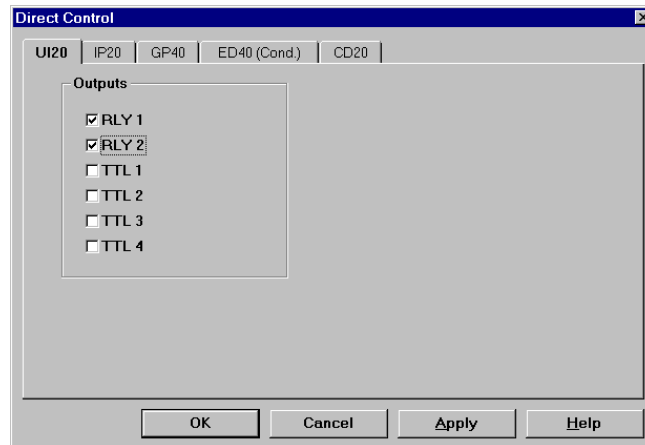 Direct Control
UI20 IP20 GP40 ED40 (Cond.) CD20
Outputs
RLY 1
RLY 2
TTL 1
TTL 2
TTL 3
TTL 4
OK Cancel Apply Help